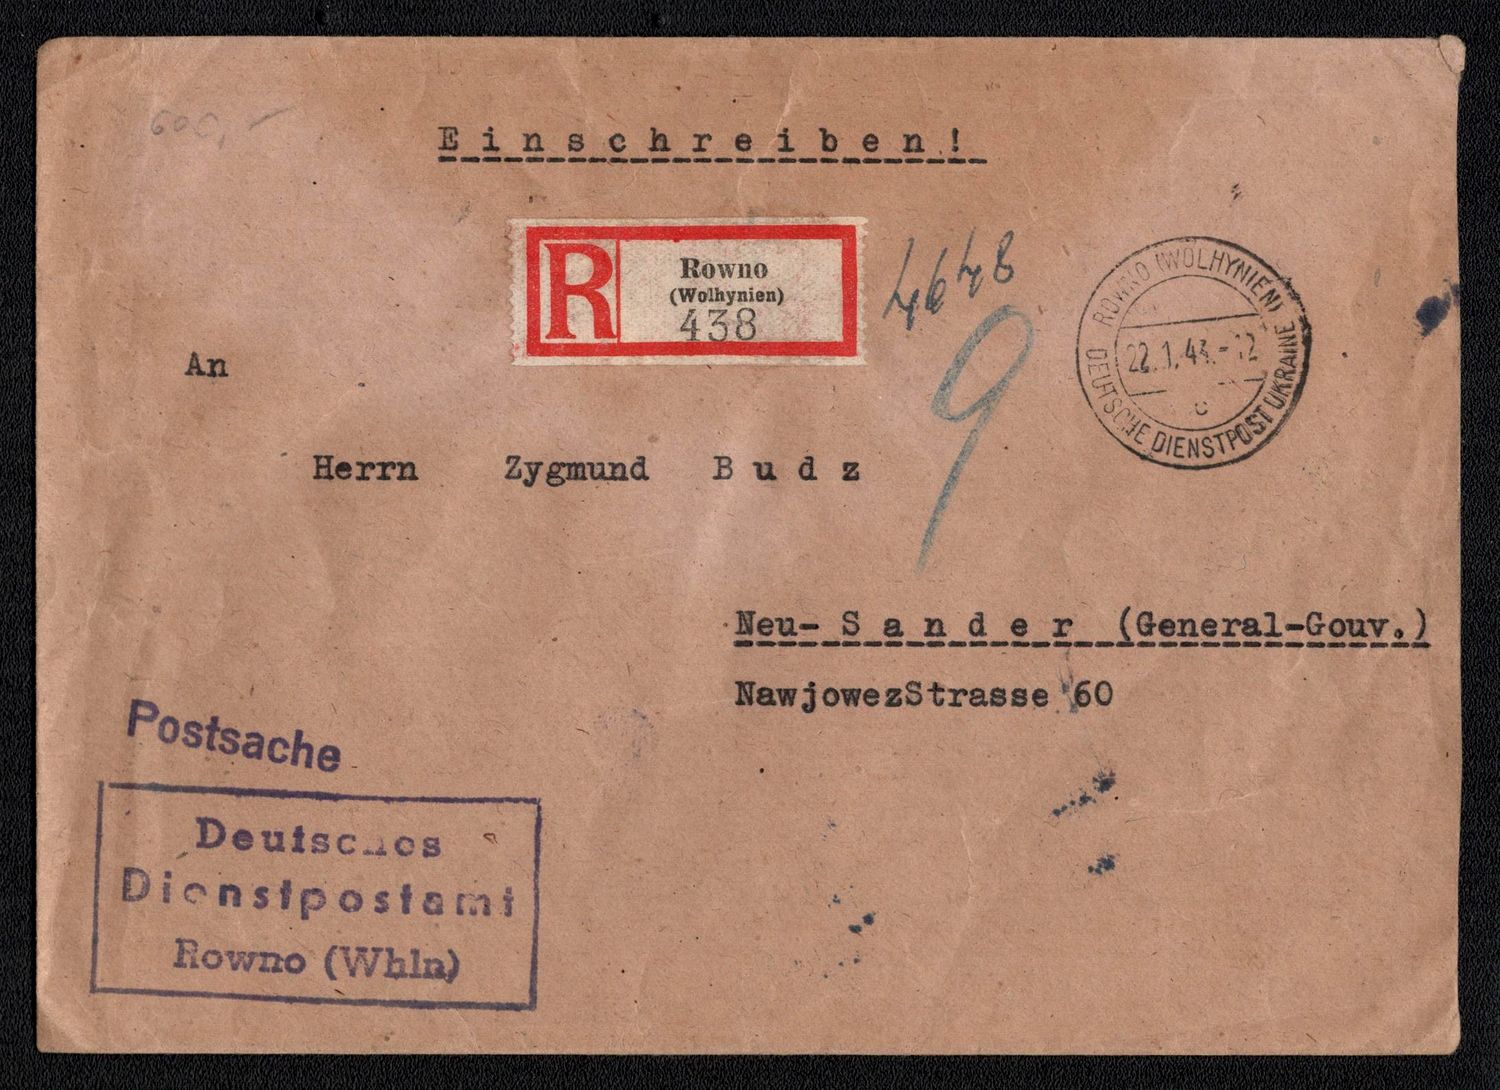 600,-
Einschreiben!
R
Rowno
(Wolhynien)
438
4648
9
ROWNO (WOLHYNIEN)
22.1.43.-12
c
DEUTSCHE DIENSTPOST UKRAINE
An
Herrn Zygmund Budz
Neu-Sander (General-Gouv.)
NawjowezStrasse 60
Postsache
Deutsches
Dienstpostamt
Rowno (Whln)